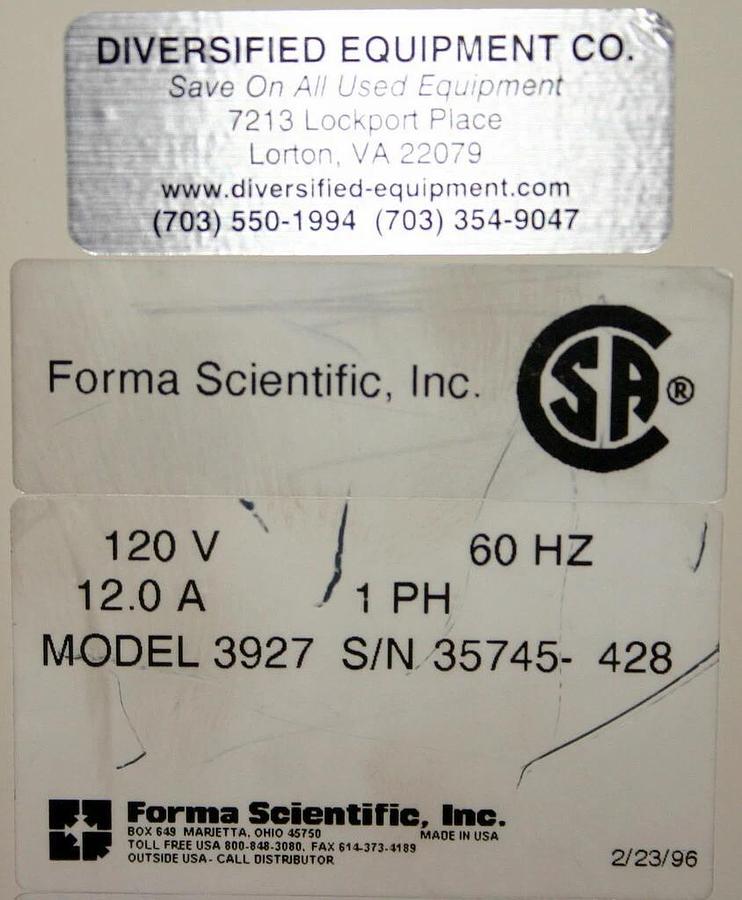 DIVERSIFIED EQUIPMENT CO.
Save On All Used Equipment
7213 Lockport Place
Lorton, VA 22079
www.diversified-equipment.com
(703) 550-1994 (703) 354-9047
Forma Scientific, Inc.
CSA®
120 V 60 HZ
12.0 A 1 PH
MODEL 3927 S/N 35745- 428
Forma Scientific, Inc.
BOX 649 MARIETTA, OHIO 45750 MADE IN USA
TOLL FREE USA 800-848-3080, FAX 614-373-4189
OUTSIDE USA- CALL DISTRIBUTOR
2/23/96